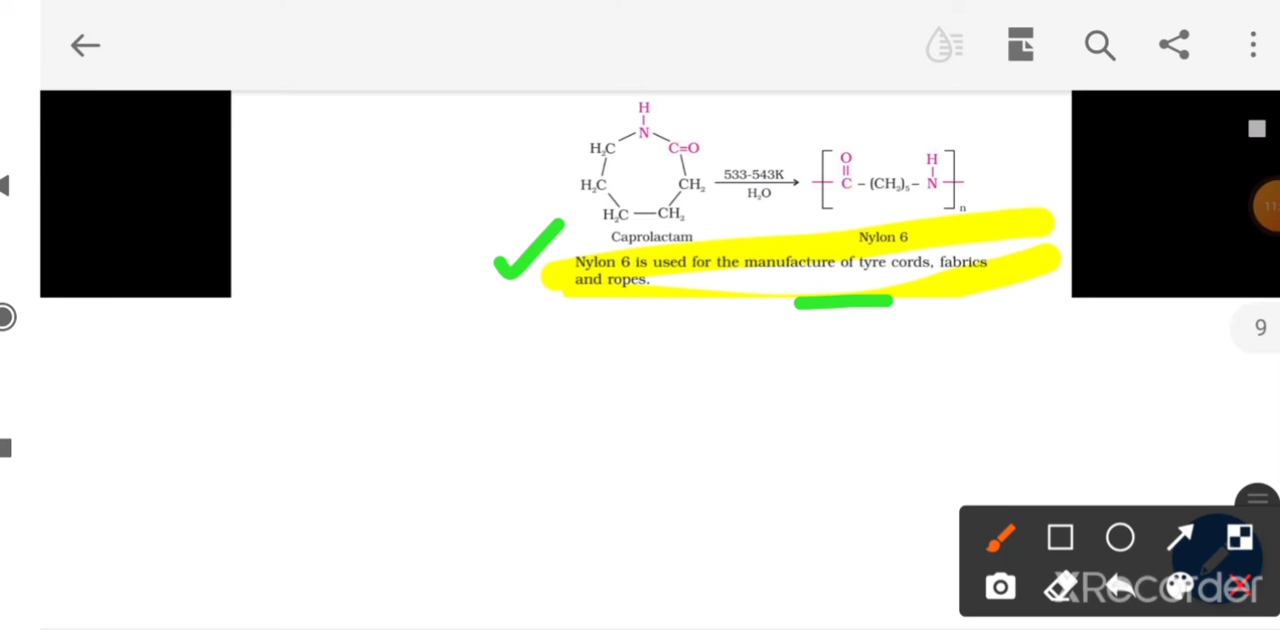 H
N
H₂C C=O
H₂C CH₂
H₂C CH₂
533-543K
H₂O
O H
C – (CH₂)₅ – N
n
Caprolactam Nylon 6
Nylon 6 is used for the manufacture of tyre cords, fabrics
and ropes.
9
11
XRecorder